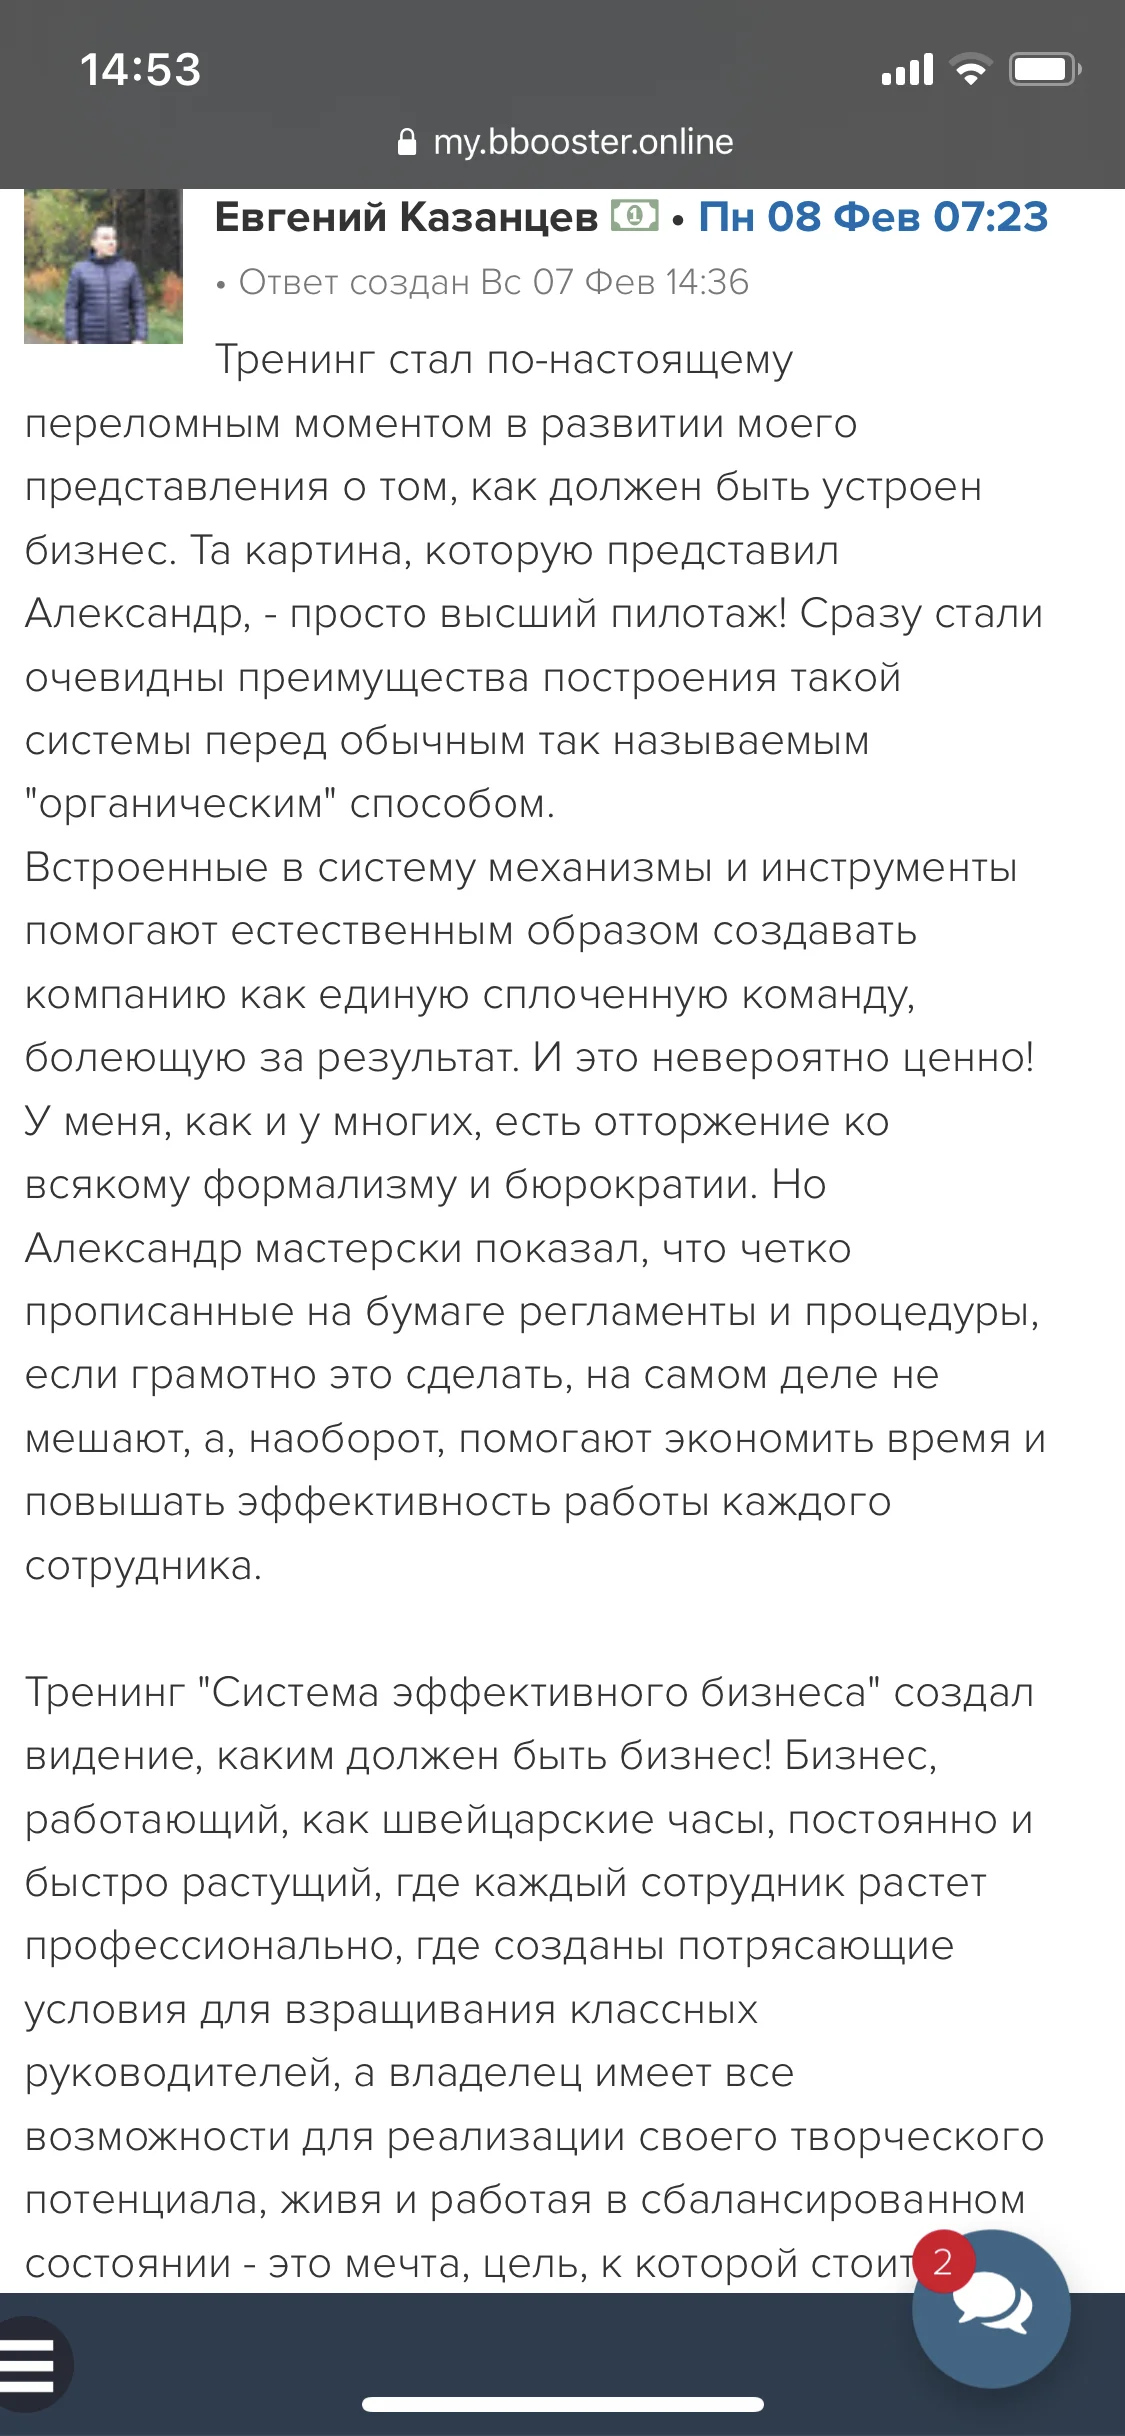 14:53
my.bbooster.online
Евгений Казанцев • Пн 08 Фев 07:23
• Ответ создан Вс 07 Фев 14:36
Тренинг стал по-настоящему
переломным моментом в развитии моего
представления о том, как должен быть устроен
бизнес. Та картина, которую представил
Александр, - просто высший пилотаж! Сразу стали
очевидны преимущества построения такой
системы перед обычным так называемым
"органическим" способом.
Встроенные в систему механизмы и инструменты
помогают естественным образом создавать
компанию как единую сплоченную команду,
болеющую за результат. И это невероятно ценно!
У меня, как и у многих, есть отторжение ко
всякому формализму и бюрократии. Но
Александр мастерски показал, что четко
прописанные на бумаге регламенты и процедуры,
если грамотно это сделать, на самом деле не
мешают, а, наоборот, помогают экономить время и
повышать эффективность работы каждого
сотрудника.
Тренинг "Система эффективного бизнеса" создал
видение, каким должен быть бизнес! Бизнес,
работающий, как швейцарские часы, постоянно и
быстро растущий, где каждый сотрудник растет
профессионально, где созданы потрясающие
условия для взращивания классных
руководителей, а владелец имеет все
возможности для реализации своего творческого
потенциала, живя и работая в сбалансированном
состоянии - это мечта, цель, к которой стоит
2